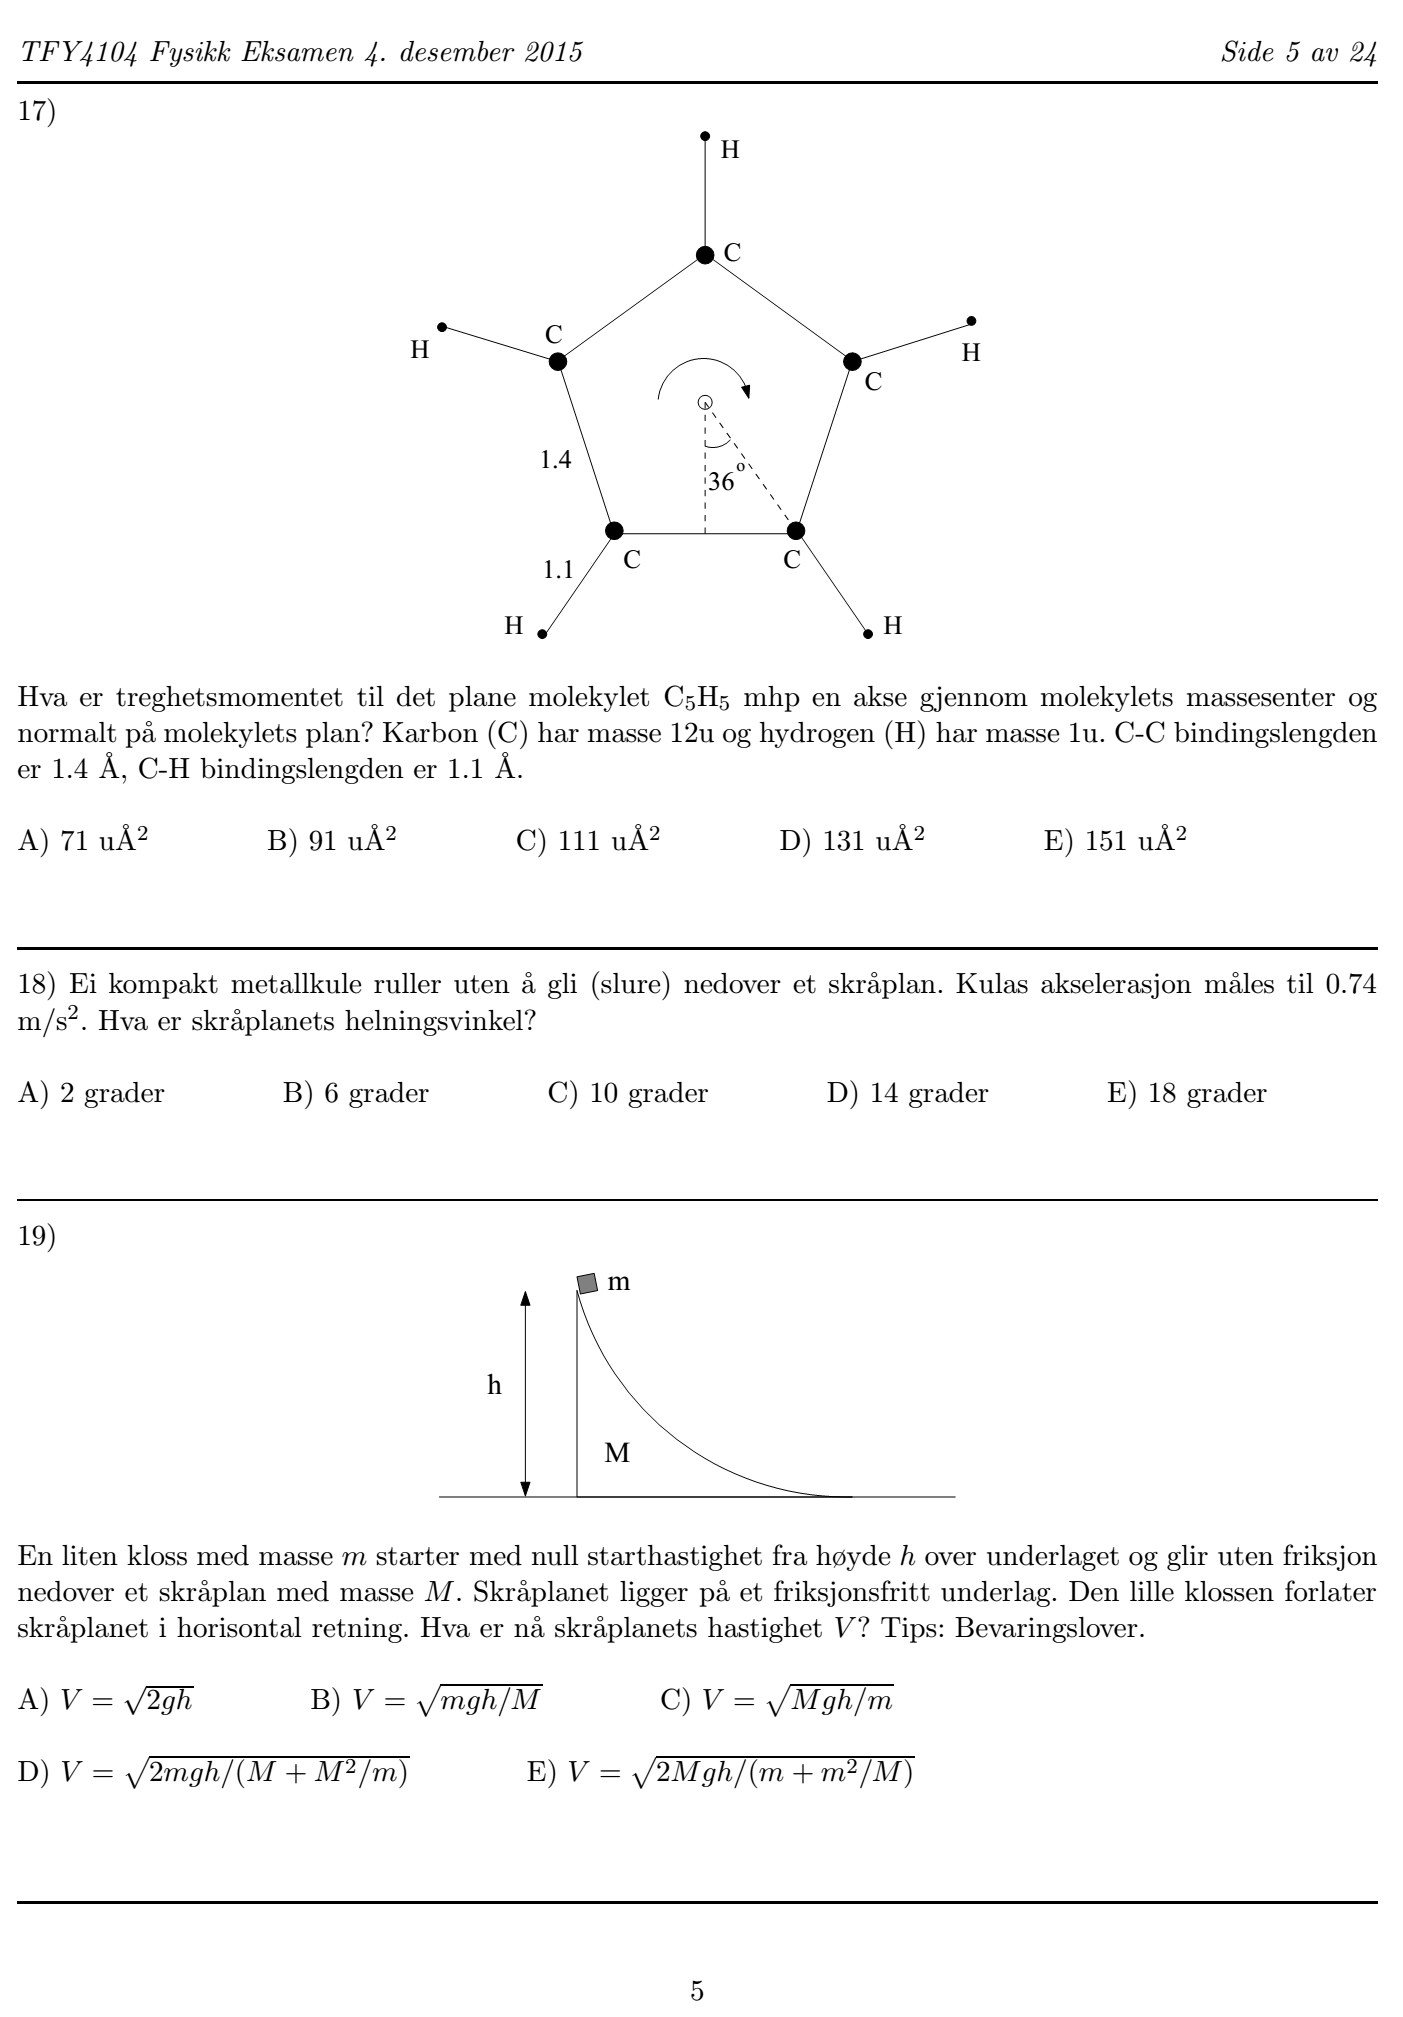 TFY4104 Fysikk Eksamen 4. desember 2015 Side 5 av 24
17)
H
C
H
C
H
C
1.4
36°
C
C
1.1
H
H
Hva er treghetsmomentet til det plane molekylet C₅H₅ mhp en akse gjennom molekylets massesenter og
normalt på molekylets plan? Karbon (C) har masse 12u og hydrogen (H) har masse 1u. C-C bindingslengden
er 1.4 Å, C-H bindingslengden er 1.1 Å.
A) 71 uÅ² B) 91 uÅ² C) 111 uÅ² D) 131 uÅ² E) 151 uÅ²
18) Ei kompakt metallkule ruller uten å gli (slure) nedover et skråplan. Kulas akselerasjon måles til 0.74
m/s². Hva er skråplanets helningsvinkel?
A) 2 grader B) 6 grader C) 10 grader D) 14 grader E) 18 grader
19)
m
h
M
En liten kloss med masse m starter med null starthastighet fra høyde h over underlaget og glir uten friksjon
nedover et skråplan med masse M. Skråplanet ligger på et friksjonsfritt underlag. Den lille klossen forlater
skråplanet i horisontal retning. Hva er nå skråplanets hastighet V? Tips: Bevaringslover.
A) V = √2gh B) V = √mgh/M C) V = √Mgh/m
D) V = √2mgh/(M + M²/m) E) V = √2Mgh/(m + m²/M)
5